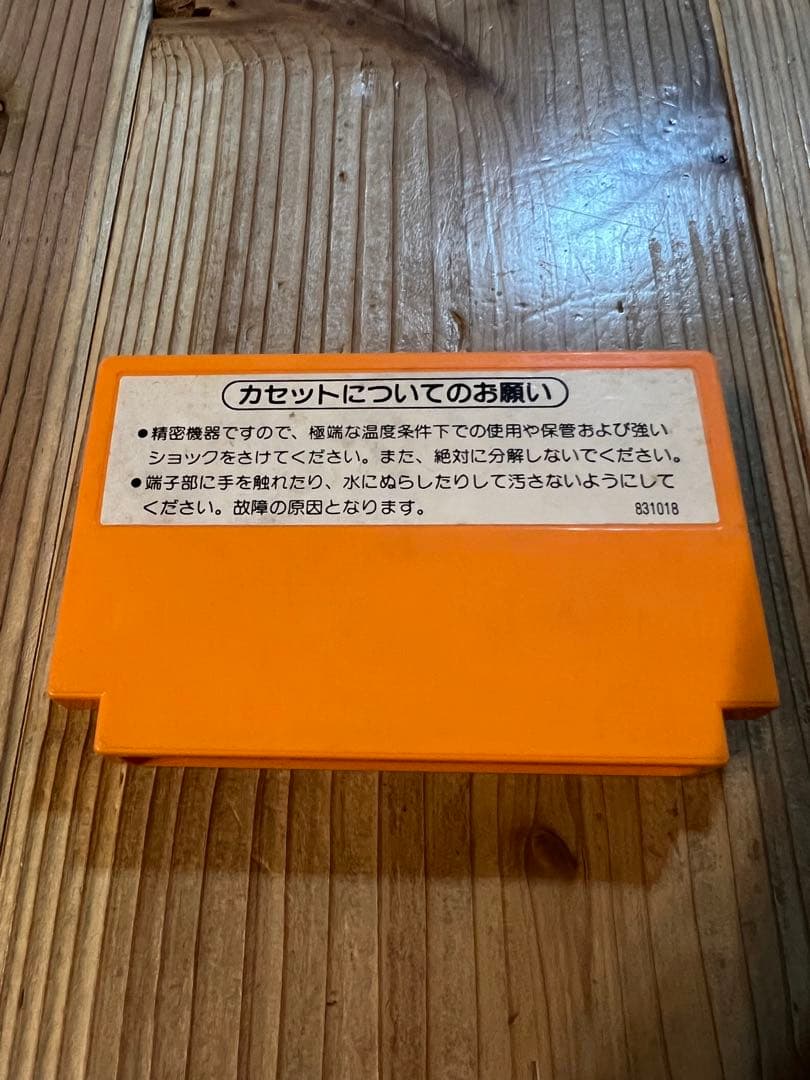 カセットについてのお願い
●精密機器ですので、極端な温度条件下での使用や保管および強い
ショックをさけてください。また、絶対に分解しないでください。
●端子部に手を触れたり、水にぬらしたりして汚さないようにして
ください。故障の原因となります。 831018